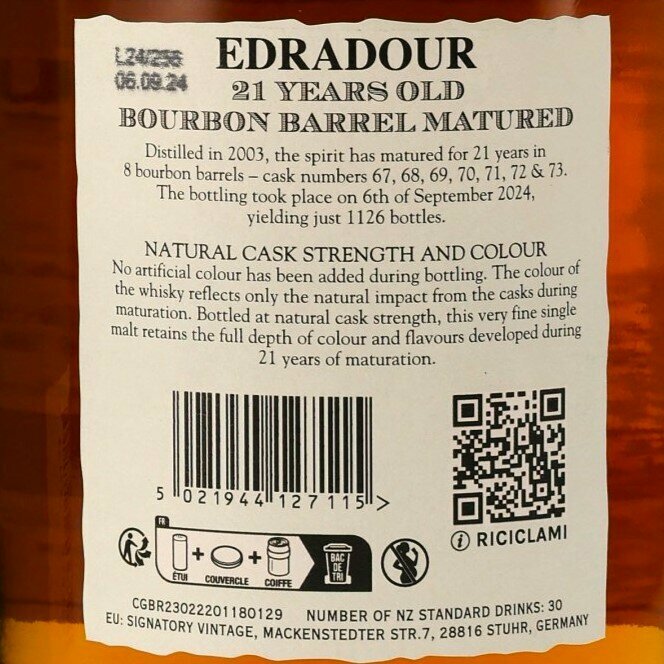 L24/256
06.09.24
EDRADOUR
21 YEARS OLD
BOURBON BARREL MATURED
Distilled in 2003, the spirit has matured for 21 years in
8 bourbon barrels – cask numbers 67, 68, 69, 70, 71, 72 & 73.
The bottling took place on 6th of September 2024,
yielding just 1126 bottles.
NATURAL CASK STRENGTH AND COLOUR
No artificial colour has been added during bottling. The colour of
the whisky reflects only the natural impact from the casks during
maturation. Bottled at natural cask strength, this very fine single
malt retains the full depth of colour and flavours developed during
21 years of maturation.
5 021944 127115 >
i RICICLAMI
FR
ÉTUI + COUVERCLE + COIFFE
BAC
DE
TRI
CGBR23022201180129 NUMBER OF NZ STANDARD DRINKS: 30
EU: SIGNATORY VINTAGE, MACKENSTEDTER STR.7, 28816 STUHR, GERMANY